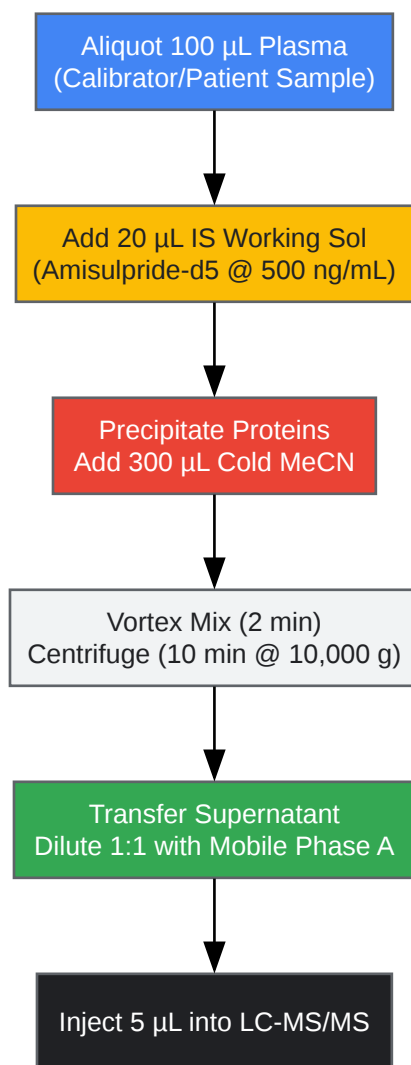 Aliquot 100 µL Plasma
(Calibrator/Patient Sample)
Add 20 µL IS Working Sol
(Amisulpride-d5 @ 500 ng/mL)
Precipitate Proteins
Add 300 µL Cold MeCN
Vortex Mix (2 min)
Centrifuge (10 min @ 10,000 g)
Transfer Supernatant
Dilute 1:1 with Mobile Phase A
Inject 5 µL into LC-MS/MS